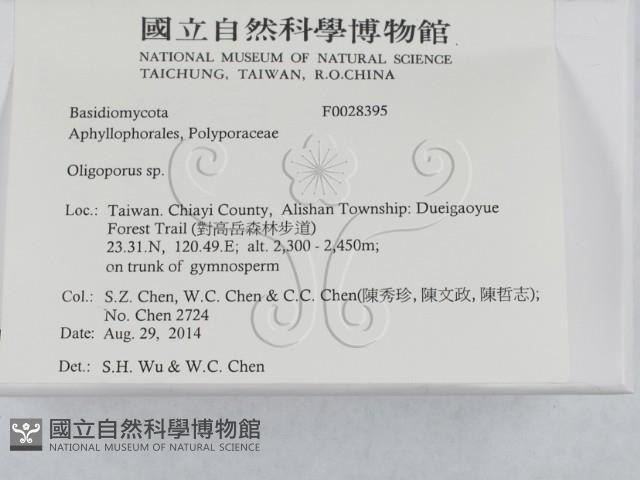 國立自然科學博物館
NATIONAL MUSEUM OF NATURAL SCIENCE
TAICHUNG, TAIWAN, R.O.CHINA
Basidiomycota F0028395
Aphyllophorales, Polyporaceae
Oligoporus sp.
Loc.: Taiwan. Chiayi County, Alishan Township: Dueigaoyue
Forest Trail (對高岳森林步道)
23.31.N, 120.49.E; alt. 2,300 - 2,450m;
on trunk of gymnosperm
Col.: S.Z. Chen, W.C. Chen & C.C. Chen(陳秀珍, 陳文政, 陳哲志);
No. Chen 2724
Date: Aug. 29, 2014
Det.: S.H. Wu & W.C. Chen
國立自然科學博物館
NATIONAL MUSEUM OF NATURAL SCIENCE